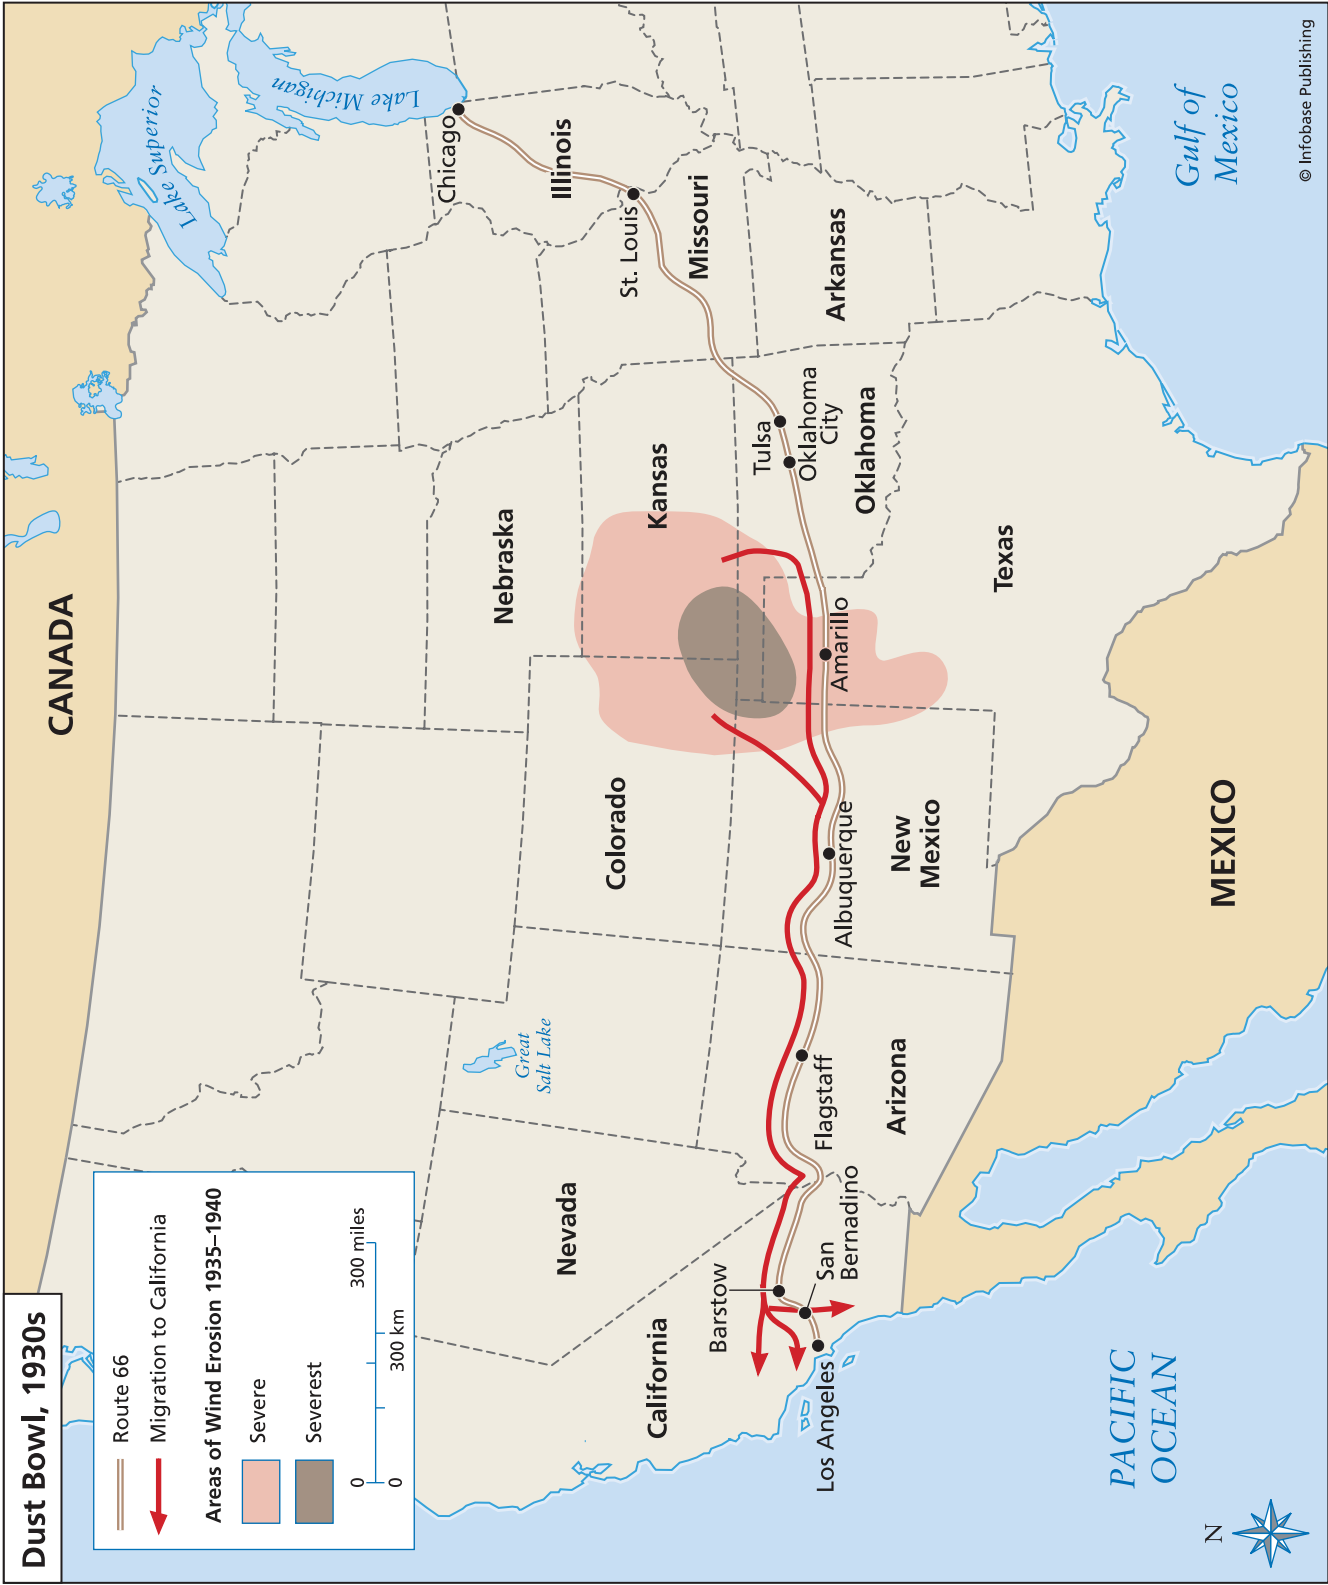 Dust Bowl, 1930s
Route 66
Migration to California
Areas of Wind Erosion 1935–1940
Severe
Severest
0
300 miles
0
300 km
CANADA
Lake Superior
Lake Michigan
Chicago
Illinois
St. Louis
Missouri
Arkansas
Nebraska
Kansas
Tulsa
Oklahoma
City
Oklahoma
Texas
Amarillo
Colorado
New
Mexico
Albuquerque
Great
Salt Lake
Flagstaff
Arizona
Nevada
California
Barstow
San
Bernadino
Los Angeles
MEXICO
Gulf of
Mexico
PACIFIC
OCEAN
N
© Infobase Publishing